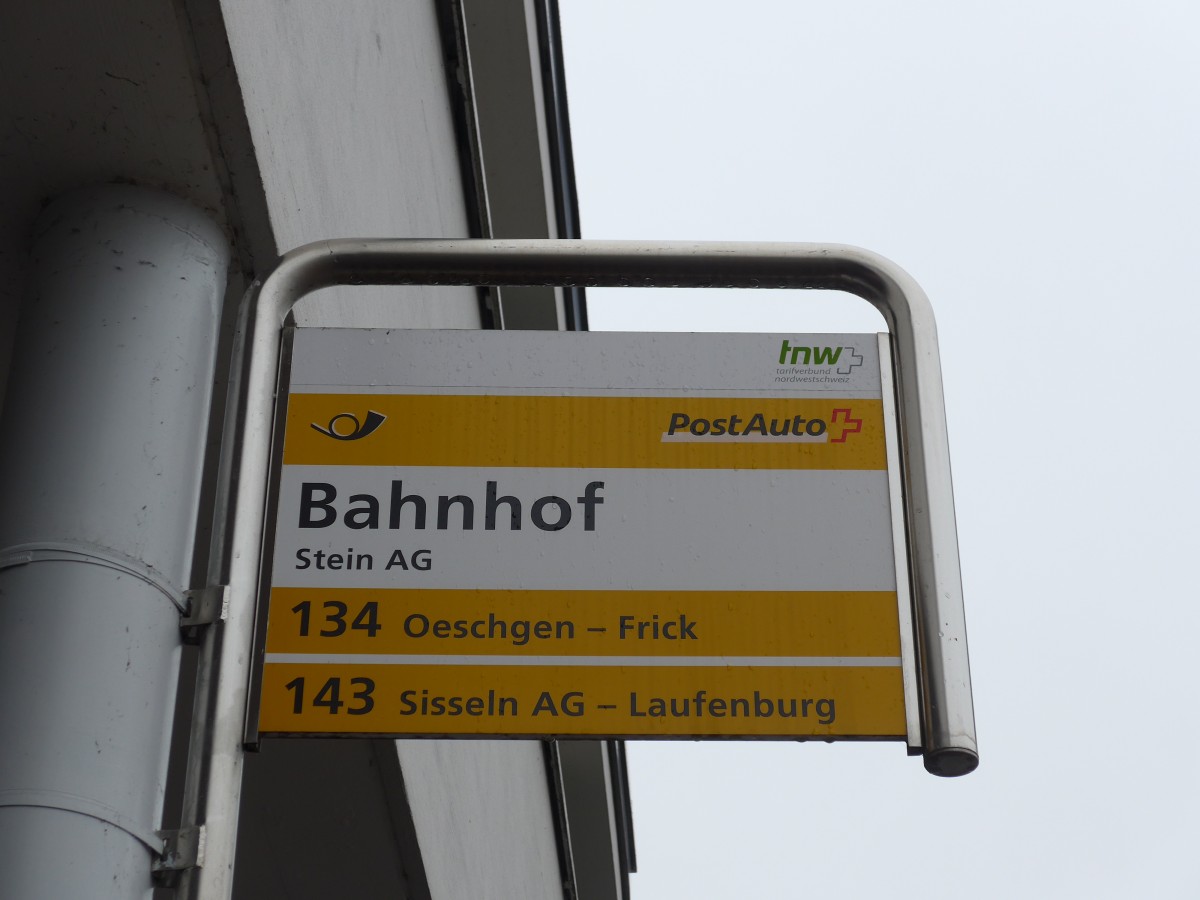 tnw
tarifverbund
nordwestschweiz
PostAuto
Bahnhof
Stein AG
134 Oeschgen – Frick
143 Sisseln AG – Laufenburg